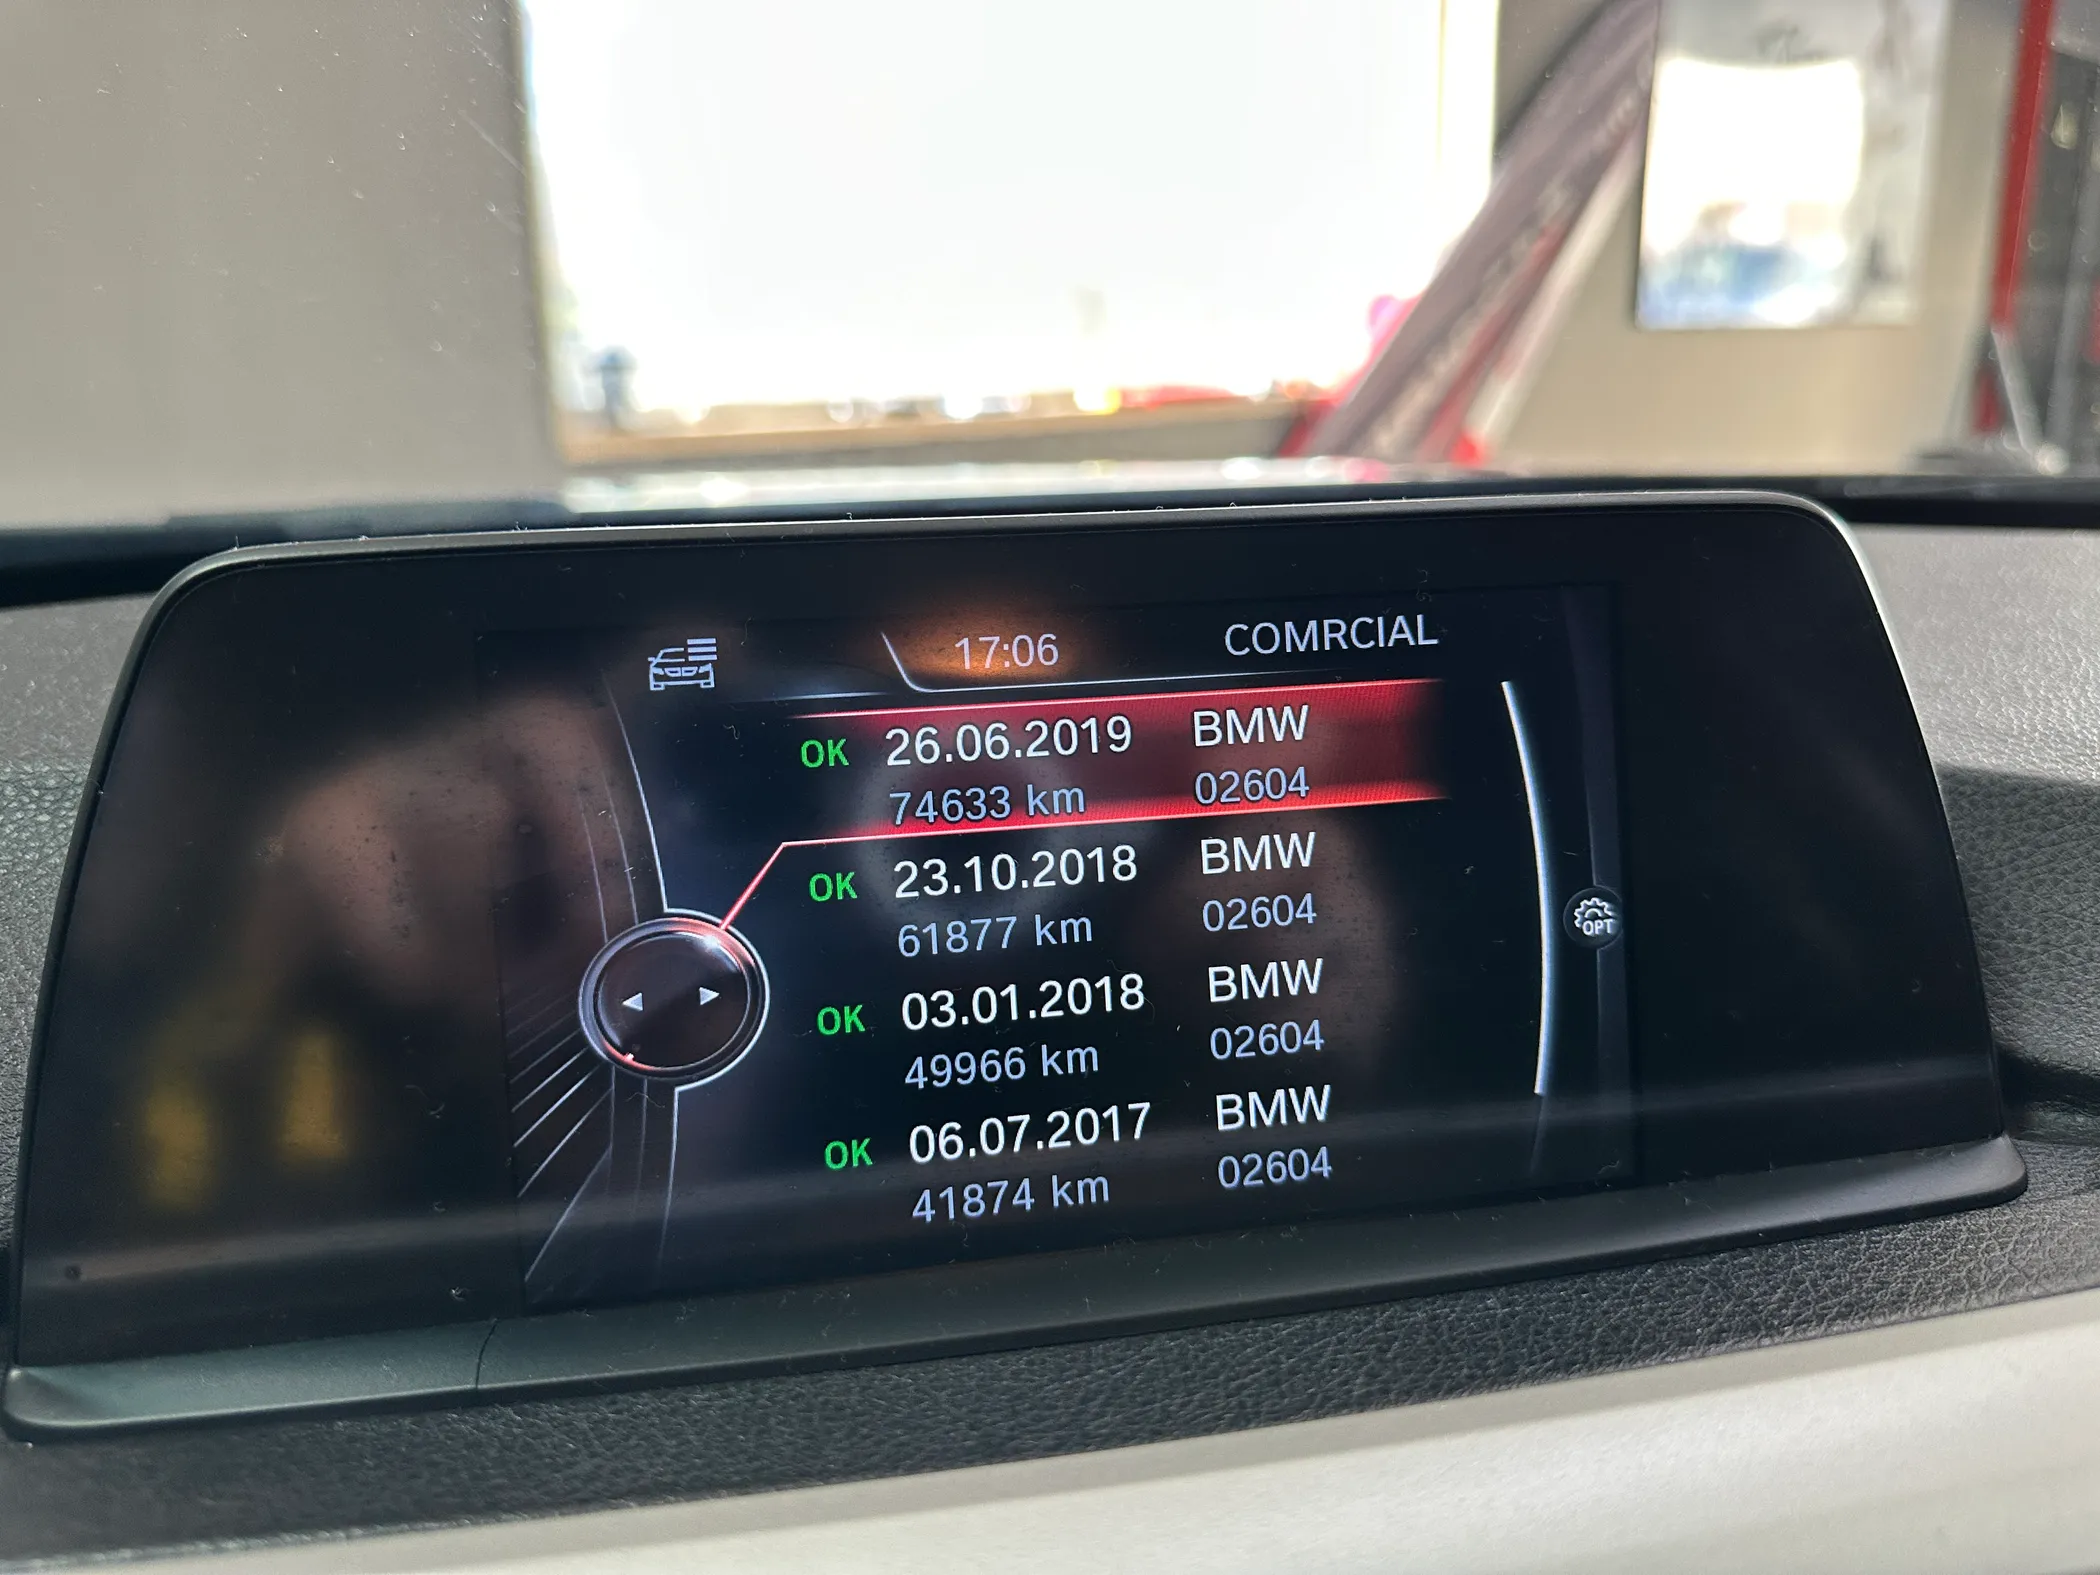 17:06 COMRCIAL
OK 26.06.2019 BMW
74633 km 02604
OK 23.10.2018 BMW
61877 km 02604
OK 03.01.2018 BMW
49966 km 02604
OK 06.07.2017 BMW
41874 km 02604
OPT